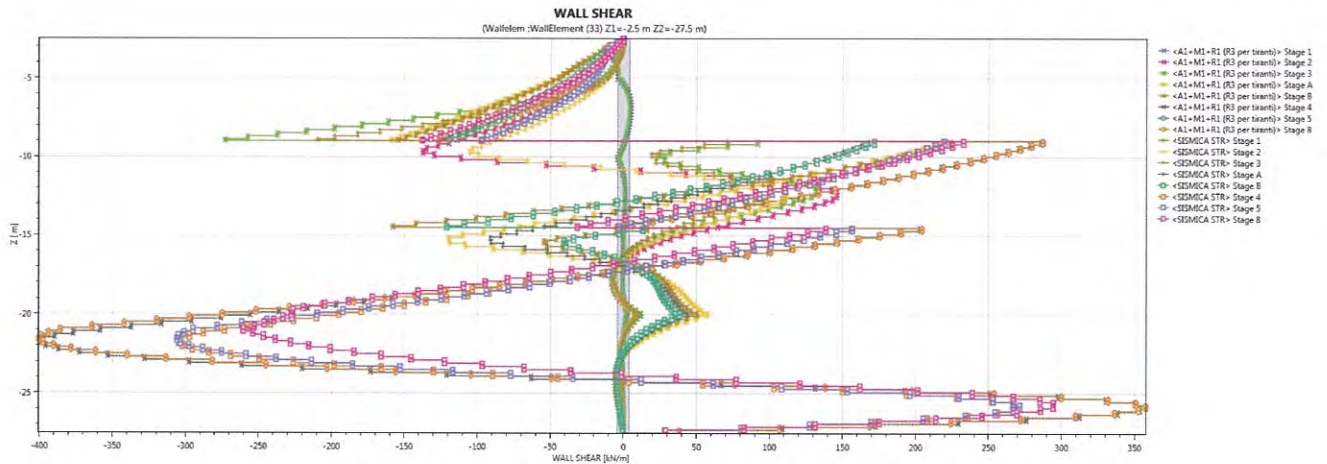 WALL SHEAR
(Wallelem :WallElement (33) Z1=-2.5 m Z2=-27.5 m)
-5
-10
-15
-20
-25
Z [m]
-400 -350 -300 -250 -200 -150 -100 -50 0 50 100 150 200 250 300 350
WALL SHEAR [kN/m]
<A1+M1+R1 (R3 per tiranti)> Stage 1
<A1+M1+R1 (R3 per tiranti)> Stage 2
<A1+M1+R1 (R3 per tiranti)> Stage 3
<A1+M1+R1 (R3 per tiranti)> Stage A
<A1+M1+R1 (R3 per tiranti)> Stage B
<A1+M1+R1 (R3 per tiranti)> Stage 4
<A1+M1+R1 (R3 per tiranti)> Stage 5
<A1+M1+R1 (R3 per tiranti)> Stage 8
<SISMICA STR> Stage 1
<SISMICA STR> Stage 2
<SISMICA STR> Stage 3
<SISMICA STR> Stage A
<SISMICA STR> Stage B
<SISMICA STR> Stage 4
<SISMICA STR> Stage 5
<SISMICA STR> Stage 8